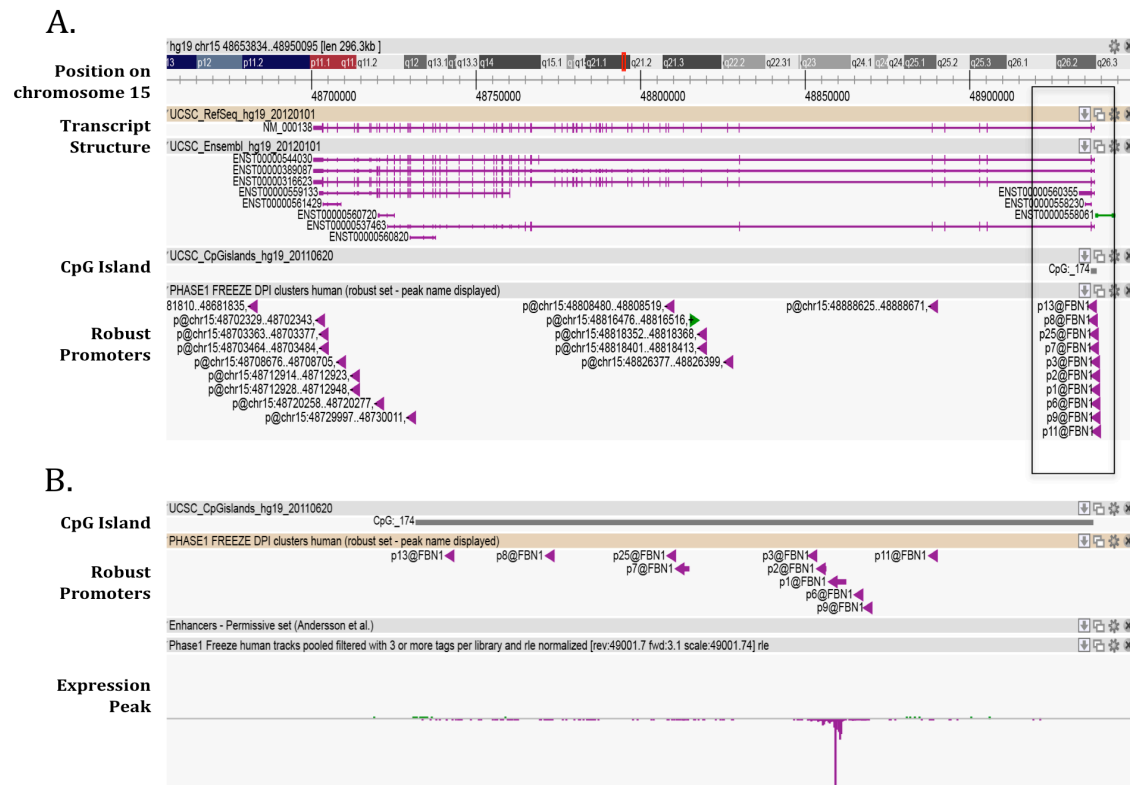 A.
hg19 chr15 48653834..48950095 [len 296.3kb ]
Position on
chromosome 15
p12 p11.2 p11.1 q11. q11.2 q12 q13.1 q13.3 q14 q15.1 q21.1 q21.2 q21.3 q22.2 q22.31 q23 q24.1 q24 q25.1 q25.2 q25.3 q26.1 q26.2 q26.3
48700000 48750000 48800000 48850000 48900000
Transcript
Structure
UCSC_RefSeq_hg19_20120101
NM_000138
UCSC_Ensembl_hg19_20120101
ENST00000544030
ENST00000389087
ENST00000316623
ENST00000559133 ENST00000560355
ENST00000561429 ENST00000558230
ENST00000560720 ENST00000558061
ENST00000537463
ENST00000560820
CpG Island
UCSC_CpGislands_hg19_20110620
CpG:_174
Robust
Promoters
PHASE1 FREEZE DPI clusters human (robust set - peak name displayed)
81810..48681835, p@chr15:48808480..48808519, p@chr15:48888625..48888671, p13@FBN1
p@chr15:48702329..48702343, p@chr15:48816476..48816516, p8@FBN1
p@chr15:48703363..48703377, p@chr15:48818352..48818368, p25@FBN1
p@chr15:48703464..48703484, p@chr15:48818401..48818413, p7@FBN1
p@chr15:48708676..48708705, p@chr15:48826377..48826399, p3@FBN1
p@chr15:48712914..48712923, p2@FBN1
p@chr15:48712928..48712948, p1@FBN1
p@chr15:48720258..48720277, p6@FBN1
p@chr15:48729997..48730011, p9@FBN1
p11@FBN1
B.
CpG Island
UCSC_CpGislands_hg19_20110620
CpG:_174
Robust
Promoters
PHASE1 FREEZE DPI clusters human (robust set - peak name displayed)
p13@FBN1 p8@FBN1 p25@FBN1 p3@FBN1 p11@FBN1
p7@FBN1 p2@FBN1
p1@FBN1
p6@FBN1
p9@FBN1
Enhancers - Permissive set (Andersson et al.)
Phase1 Freeze human tracks pooled filtered with 3 or more tags per library and rle normalized [rev:49001.7 fwd:3.1 scale:49001.74] rle
Expression
Peak